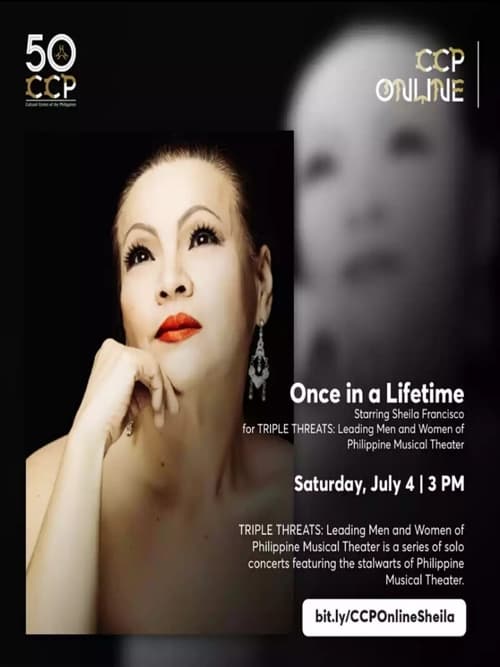 50
CCP
Cultural Center of the Philippines
CCP
ONLINE
Once in a Lifetime
Starring Sheila Francisco
for TRIPLE THREATS: Leading Men and Women of
Philippine Musical Theater
Saturday, July 4 | 3 PM
TRIPLE THREATS: Leading Men and Women of
Philippine Musical Theater is a series of solo
concerts featuring the stalwarts of Philippine
Musical Theater.
bit.ly/CCPOnlineSheila